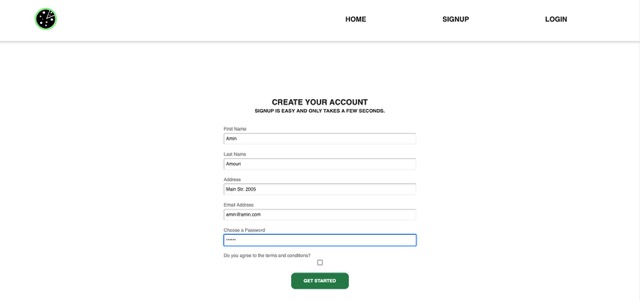 HOME SIGNUP LOGIN
CREATE YOUR ACCOUNT
SIGNUP IS EASY AND ONLY TAKES A FEW SECONDS.
First Name
Amin
Last Name
Amouri
Address
Main Str. 2005
Email Address
amin@amin.com
Choose a Password
Do you agree to the terms and conditions?
GET STARTED